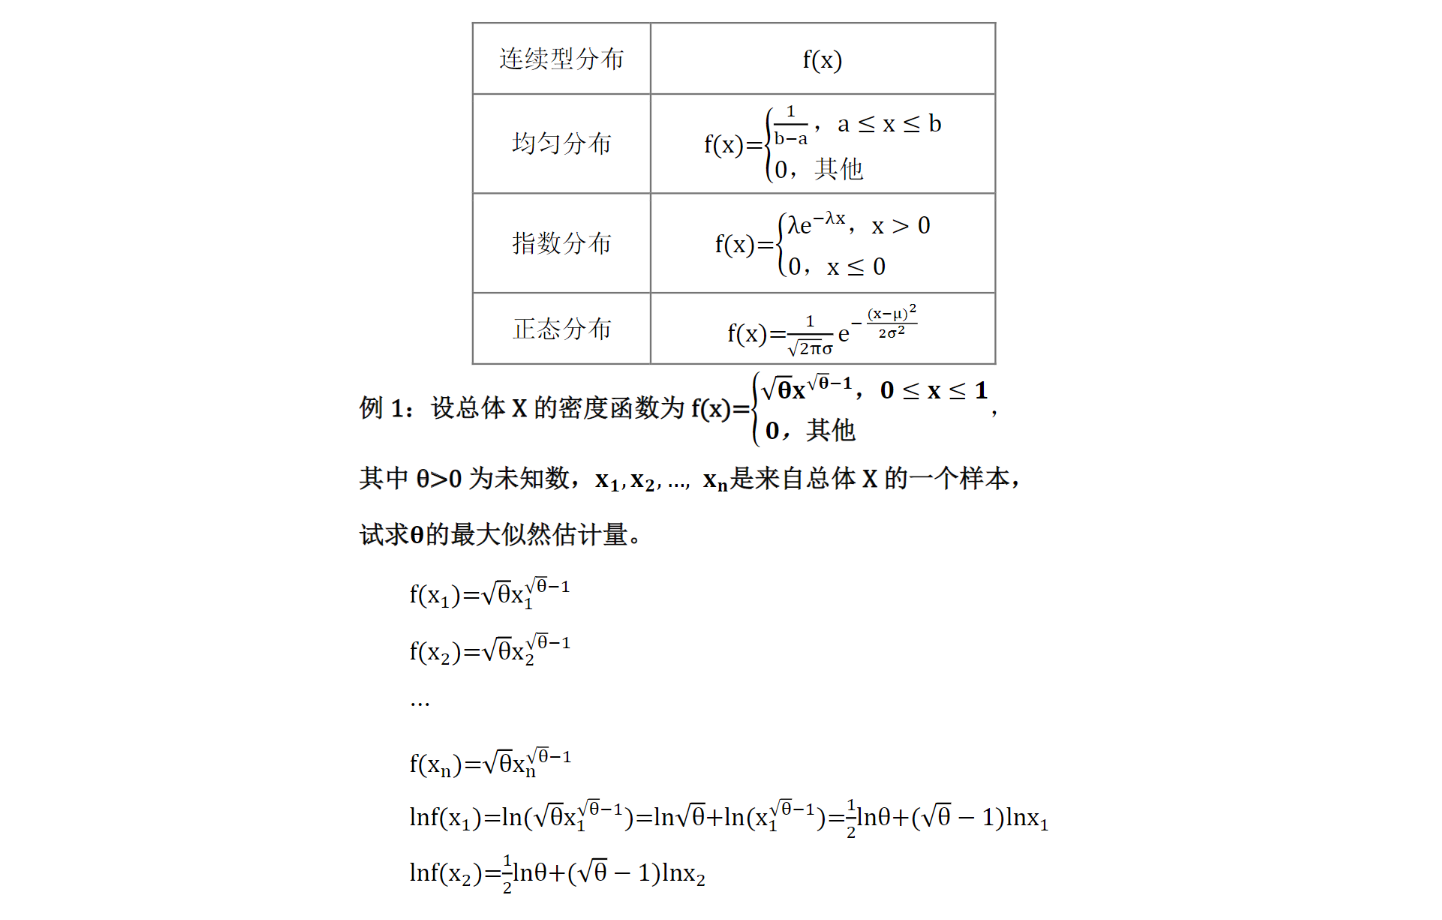 连续型分布 f(x)
均匀分布 f(x)={1/(b−a)，a ≤ x ≤ b
0，其他
指数分布 f(x)={λe^(−λx)，x > 0
0，x ≤ 0
正态分布 f(x)=1/(√(2π)σ) e^(−(x−μ)²/(2σ²))
例 1：设总体 X 的密度函数为 f(x)={√θx^(√θ−1)，0 ≤ x ≤ 1
0，其他，
其中 θ>0 为未知数，x₁,x₂,…, xₙ是来自总体 X 的一个样本，
试求θ的最大似然估计量。
f(x₁)=√θx₁^(√θ−1)
f(x₂)=√θx₂^(√θ−1)
…
f(xₙ)=√θxₙ^(√θ−1)
lnf(x₁)=ln(√θx₁^(√θ−1))=ln√θ+ln(x₁^(√θ−1))=½lnθ+(√θ − 1)lnx₁
lnf(x₂)=½lnθ+(√θ − 1)lnx₂